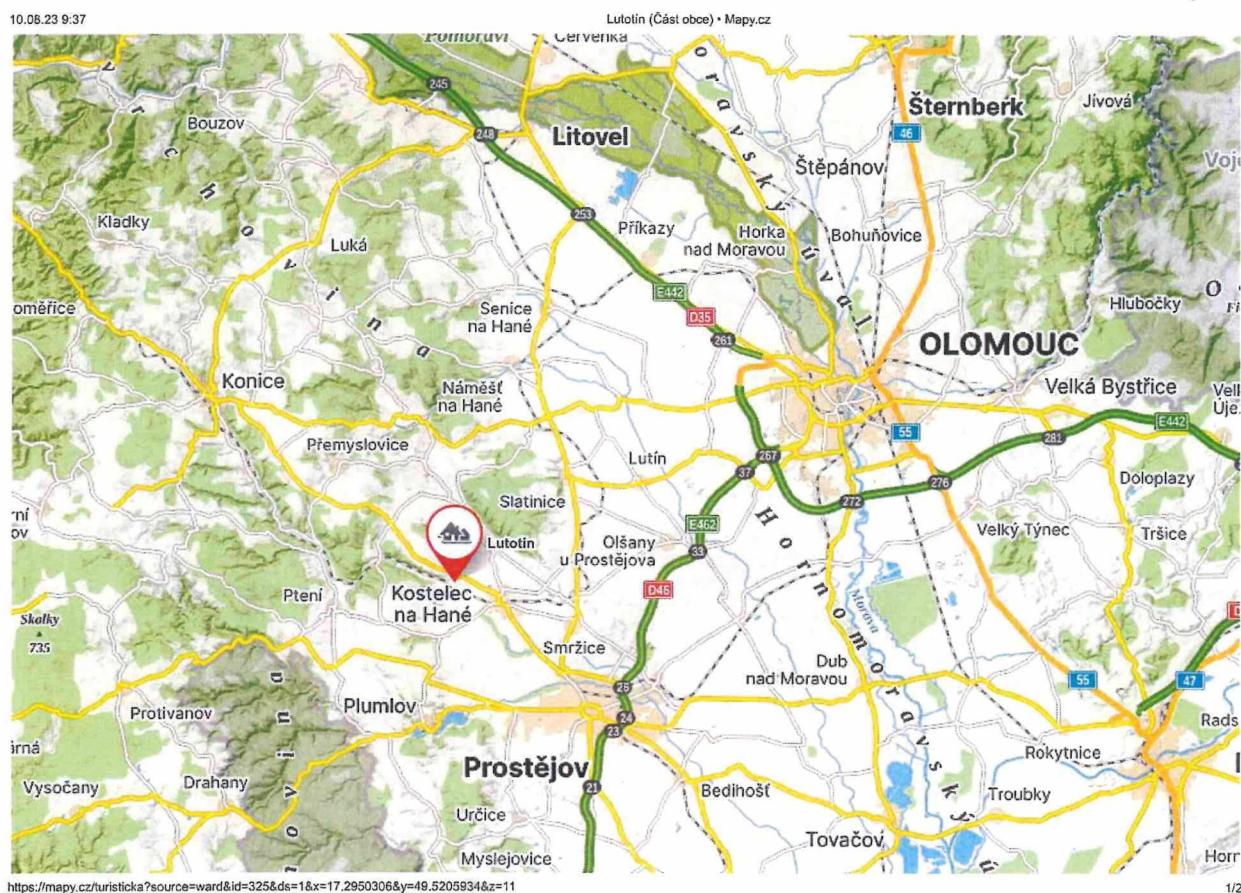 10.08.23 9:37
Lutotín (Část obce) • Mapy.cz
Pomoraví
Červenka
Šternberk
Jívová
245
Bouzov
248
Litovel
46
Štěpánov
Kladky
253
Příkazy
Horka
nad Moravou
Bohuňovice
Luká
E442
Senice
na Hané
D35
261
Hlubočky
OLOMOUC
Konice
Náměšť
na Hané
Velká Bystřice
E442
55
281
Přemyslovice
Lutín
267
37
276
272
Doloplazy
Slatinice
E462
Velký Týnec
Tršice
Lutotín
Olšany
u Prostějova
33
Hornomoravský
úval
Morava
D46
Ptení
Kostelec
na Hané
Skalky
735
Smržice
Dub
nad Moravou
55
47
26
Plumlov
24
23
Protivanov
Rokytnice
Prostějov
Vysočany
Drahany
21
Bedihošť
Troubky
Určice
Tovačov
Myslejovice
https://mapy.cz/turisticka?source=ward&id=325&ds=1&x=17.2950306&y=49.5205934&z=11
1/2